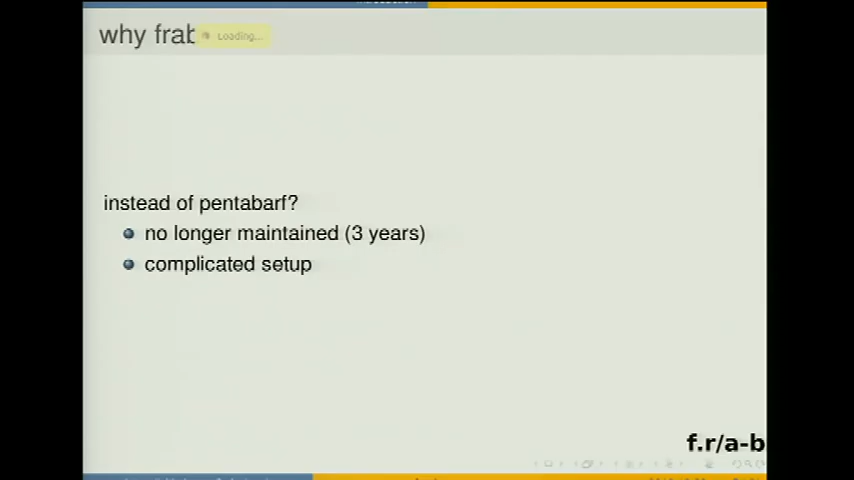 why frab
Loading...
instead of pentabarf?
no longer maintained (3 years)
complicated setup
f.r/a-b